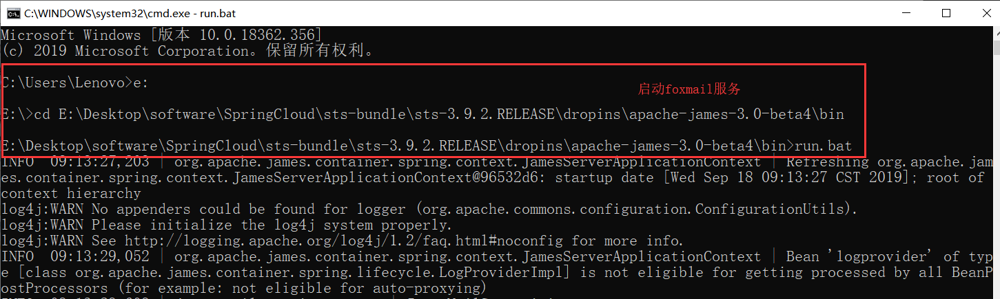 C:\WINDOWS\system32\cmd.exe - run.bat
Microsoft Windows [版本 10.0.18362.356]
(c) 2019 Microsoft Corporation。保留所有权利。
C:\Users\Lenovo>e:
启动foxmail服务
E:\>cd E:\Desktop\software\SpringCloud\sts-bundle\sts-3.9.2.RELEASE\dropins\apache-james-3.0-beta4\bin
E:\Desktop\software\SpringCloud\sts-bundle\sts-3.9.2.RELEASE\dropins\apache-james-3.0-beta4\bin>run.bat
INFO  09:13:27,203 | org.apache.james.container.spring.context.JamesServerApplicationContext | Refreshing org.apache.jam
es.container.spring.context.JamesServerApplicationContext@96532d6: startup date [Wed Sep 18 09:13:27 CST 2019]; root of
context hierarchy
log4j:WARN No appenders could be found for logger (org.apache.commons.configuration.ConfigurationUtils).
log4j:WARN Please initialize the log4j system properly.
log4j:WARN See http://logging.apache.org/log4j/1.2/faq.html#noconfig for more info.
INFO  09:13:29,052 | org.apache.james.container.spring.context.JamesServerApplicationContext | Bean 'logprovider' of typ
e [class org.apache.james.container.spring.lifecycle.LogProviderImpl] is not eligible for getting processed by all BeanP
ostProcessors (for example: not eligible for auto-proxying)